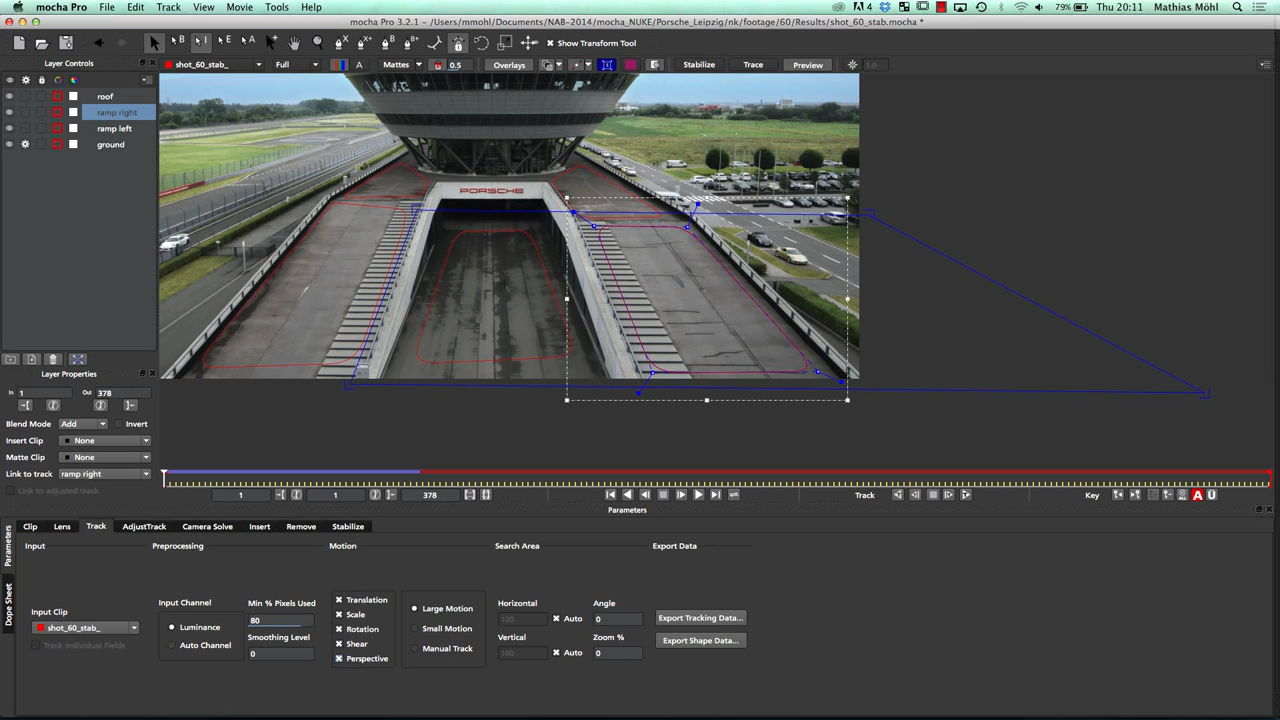 mocha Pro File Edit Track View Movie Tools Help 4 79% Thu 20:11 Mathias Möhl
mocha Pro 3.2.1 - /Users/mmohl/Documents/NAB-2014/mocha_NUKE/Porsche_Leipzig/nk/footage/60/Results/shot_60_stab.mocha *
B I E A X X+ B B+ Show Transform Tool
Layer Controls shot_60_stab_ Full A Mattes 0.5 Overlays Stabilize Trace Preview 1.0
roof
ramp right
ramp left
ground
PORSCHE
Layer Properties
In 1 Out 378
Blend Mode Add Invert
Insert Clip None
Matte Clip None
Link to track ramp right
Link to adjusted track
1 1 378 Track Key A Ü
Parameters
Parameters
Dope Sheet
Clip Lens Track AdjustTrack Camera Solve Insert Remove Stabilize
Input Preprocessing Motion Search Area Export Data
Input Clip
shot_60_stab_
Track Individual Fields
Input Channel
Luminance
Auto Channel
Min % Pixels Used
80
Smoothing Level
0
Translation
Scale
Rotation
Shear
Perspective
Large Motion
Small Motion
Manual Track
Horizontal Angle
100 Auto 0
Vertical Zoom %
100 Auto 0
Export Tracking Data...
Export Shape Data...